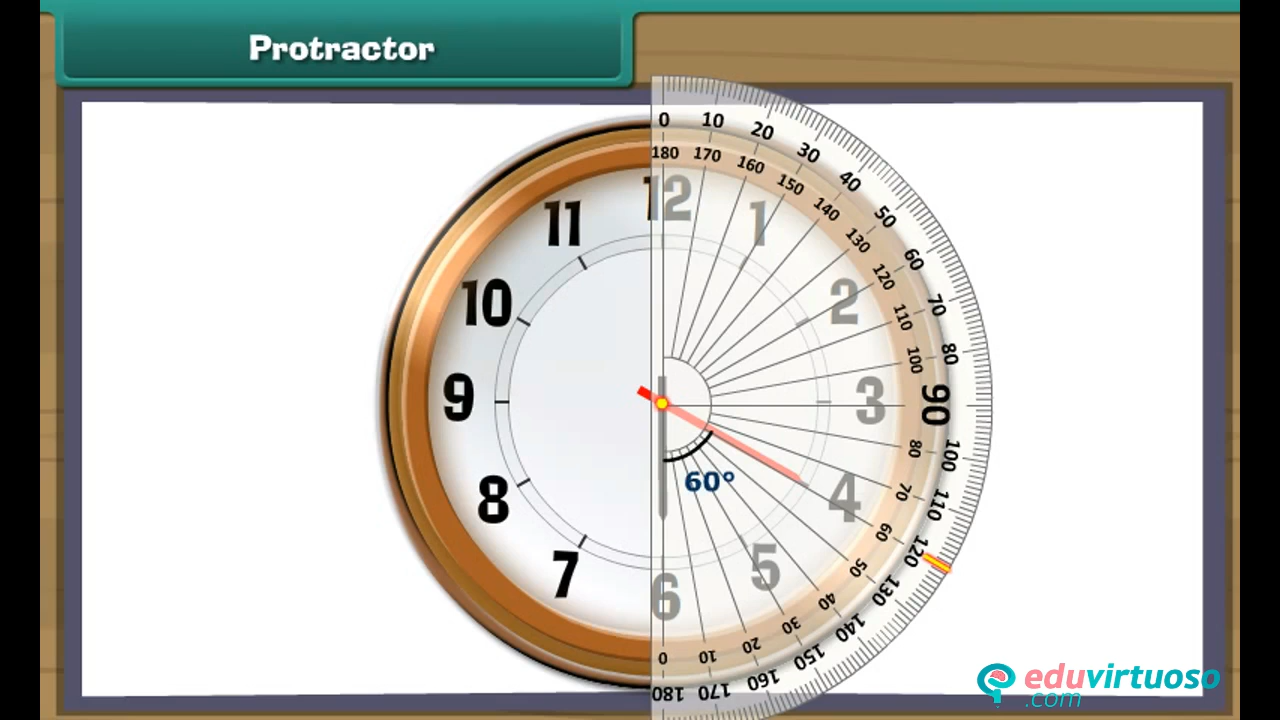 Protractor
0 10 20 30 40 50 60 70 80 90 100 110 120 130 140 150 160 170 180
180 170 160 150 140 130 120 110 100 80 70 60 50 40 30 20 10 0
12
11 1
10 2
9 3
8 4
7 5
6
60°
eduvirtuoso
.com